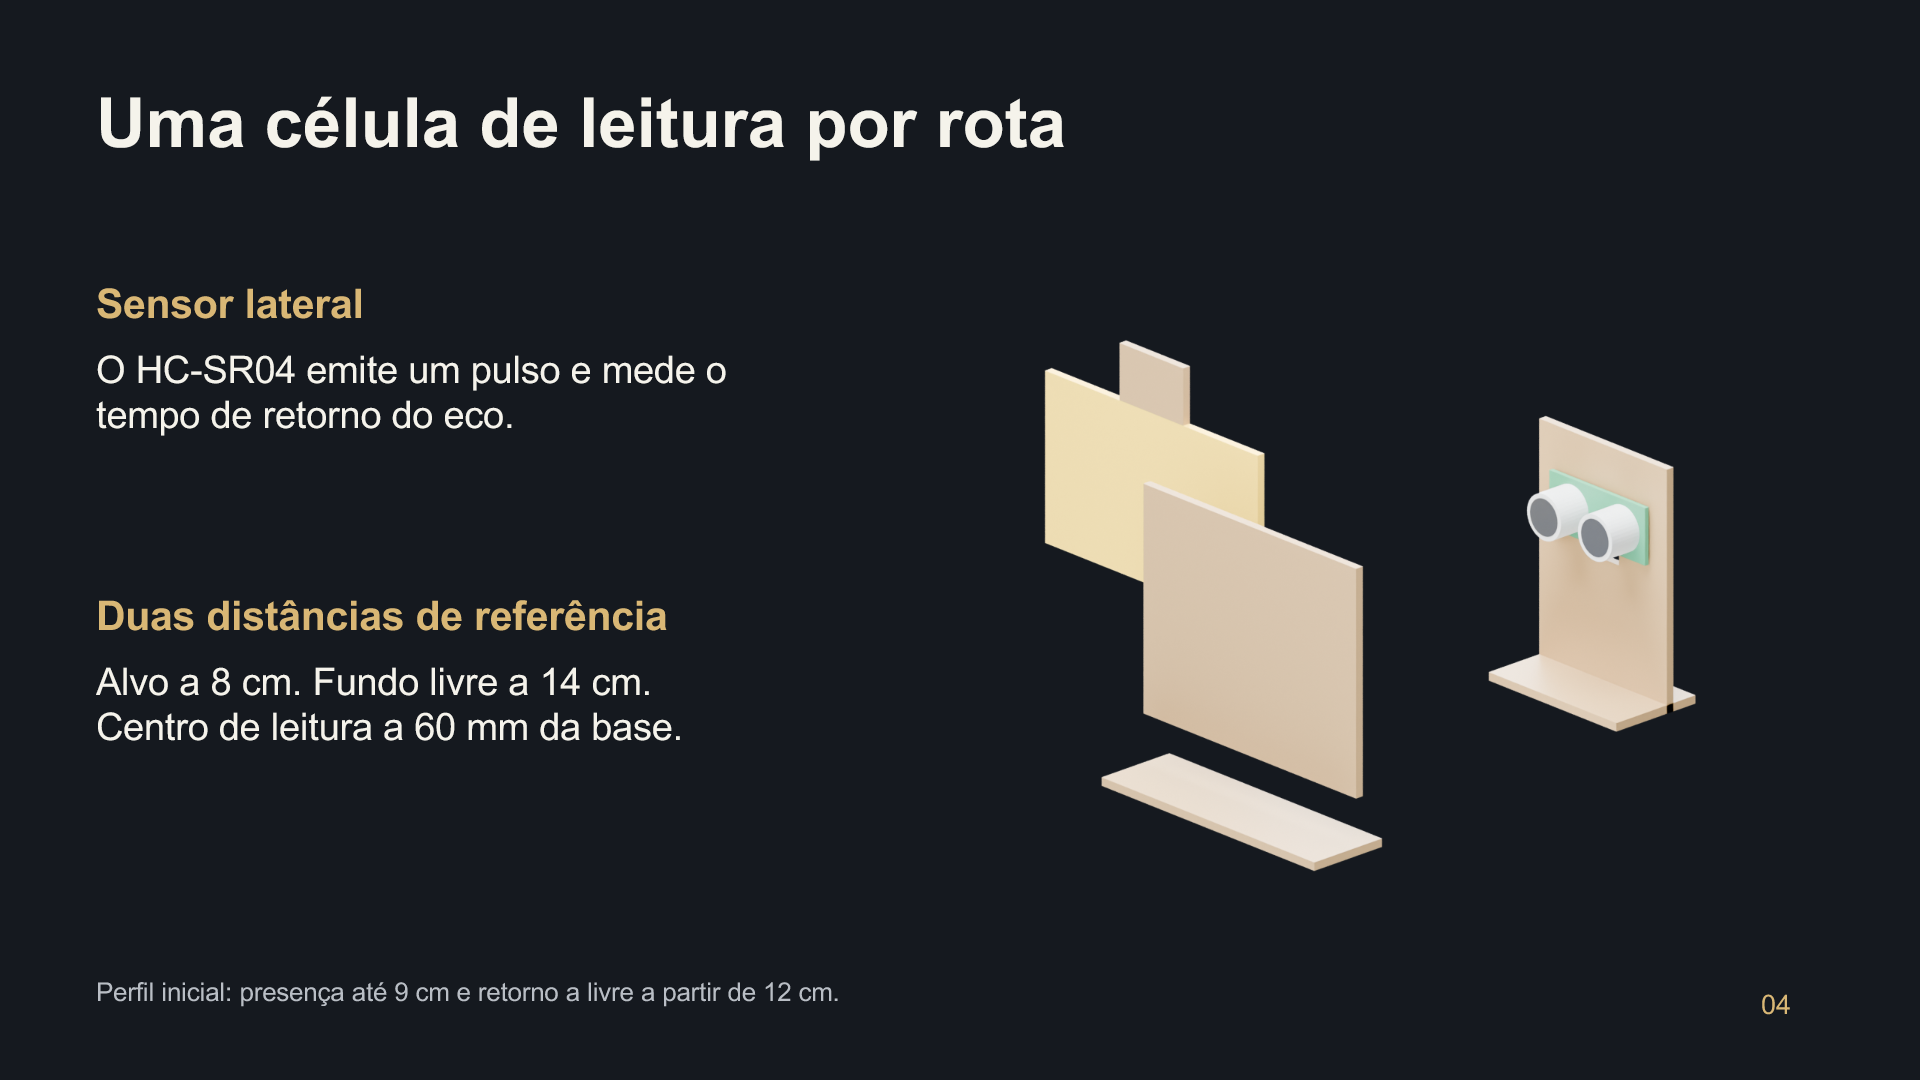 Uma célula de leitura por rota
Sensor lateral
O HC-SR04 emite um pulso e mede o
tempo de retorno do eco.
Duas distâncias de referência
Alvo a 8 cm. Fundo livre a 14 cm.
Centro de leitura a 60 mm da base.
Perfil inicial: presença até 9 cm e retorno a livre a partir de 12 cm.
04